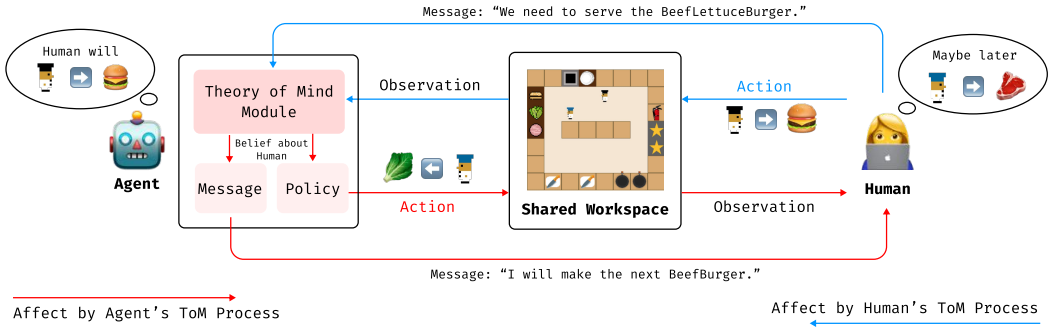 Message: “We need to serve the BeefLettuceBurger.”
Human will
Maybe later
Theory of Mind
Module
Observation
Action
Belief about
Human
Message
Policy
Agent
Action
Shared Workspace
Observation
Human
Message: “I will make the next BeefBurger.”
Affect by Agent’s ToM Process
Affect by Human’s ToM Process